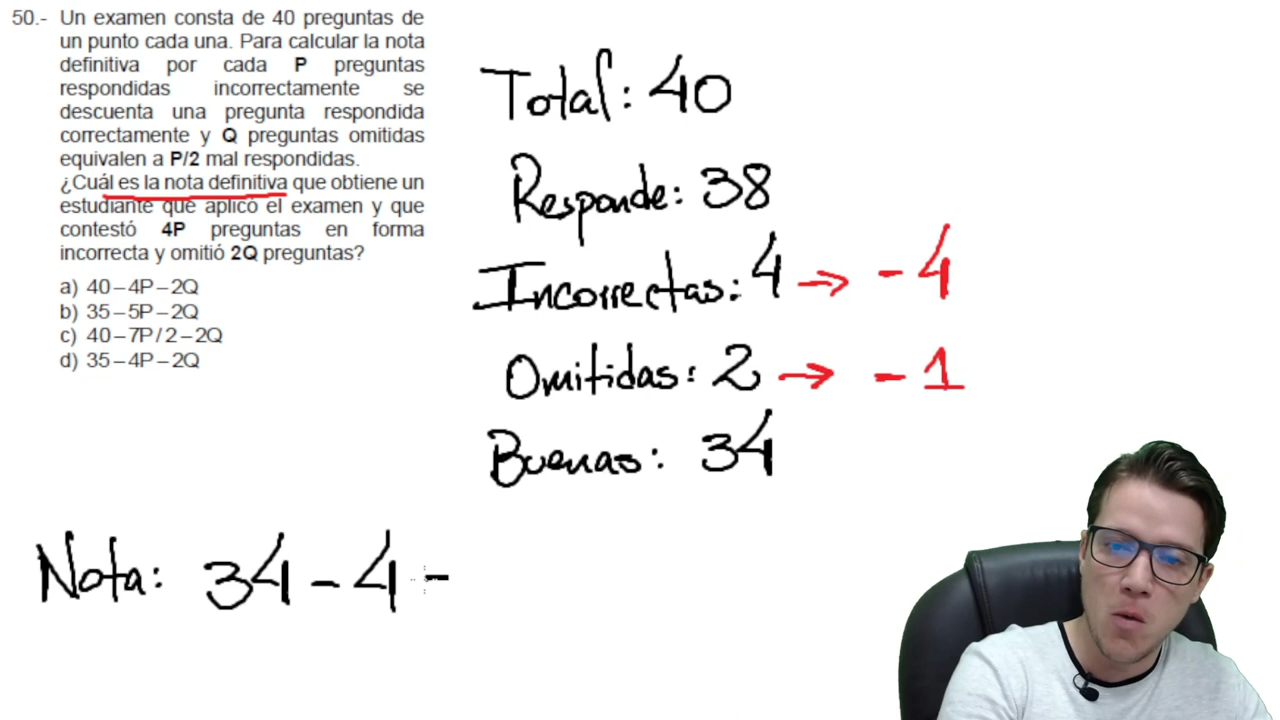 50.- Un examen consta de 40 preguntas de
un punto cada una. Para calcular la nota
definitiva por cada P preguntas
respondidas incorrectamente se
descuenta una pregunta respondida
correctamente y Q preguntas omitidas
equivalen a P/2 mal respondidas.
¿Cuál es la nota definitiva que obtiene un
estudiante que aplicó el examen y que
contestó 4P preguntas en forma
incorrecta y omitió 2Q preguntas?
a) 40 – 4P – 2Q
b) 35 – 5P – 2Q
c) 40 – 7P / 2 – 2Q
d) 35 – 4P – 2Q
Total: 40
Responde: 38
Incorrectas: 4 → - 4
Omitidas: 2 → - 1
Buenas: 34
Nota: 34 - 4 -